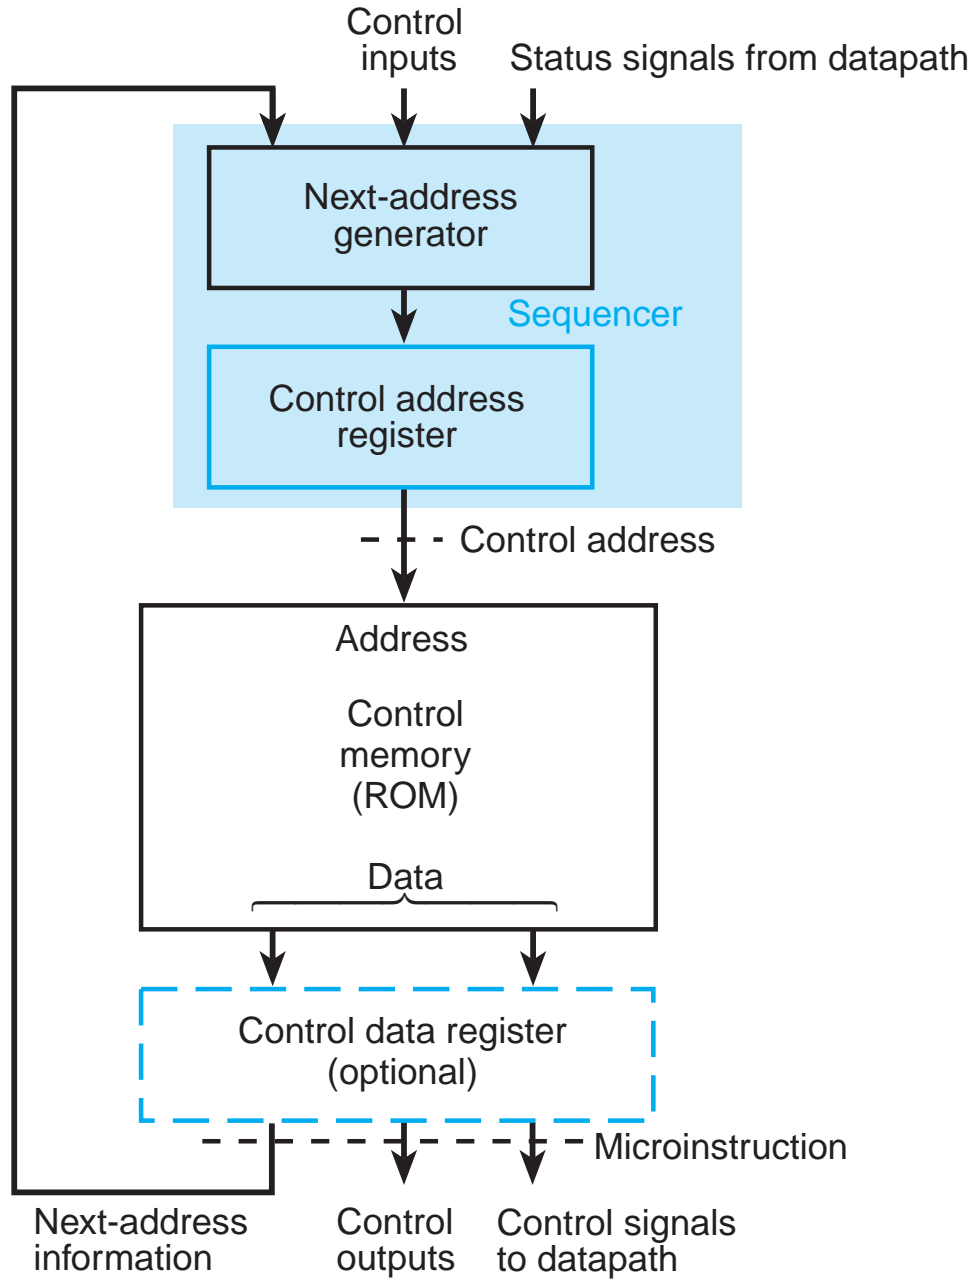 Control
inputs
Status signals from datapath
Next-address
generator
Sequencer
Control address
register
Control address
Address
Control
memory
(ROM)
Data
Control data register
(optional)
Microinstruction
Next-address
information
Control
outputs
Control signals
to datapath